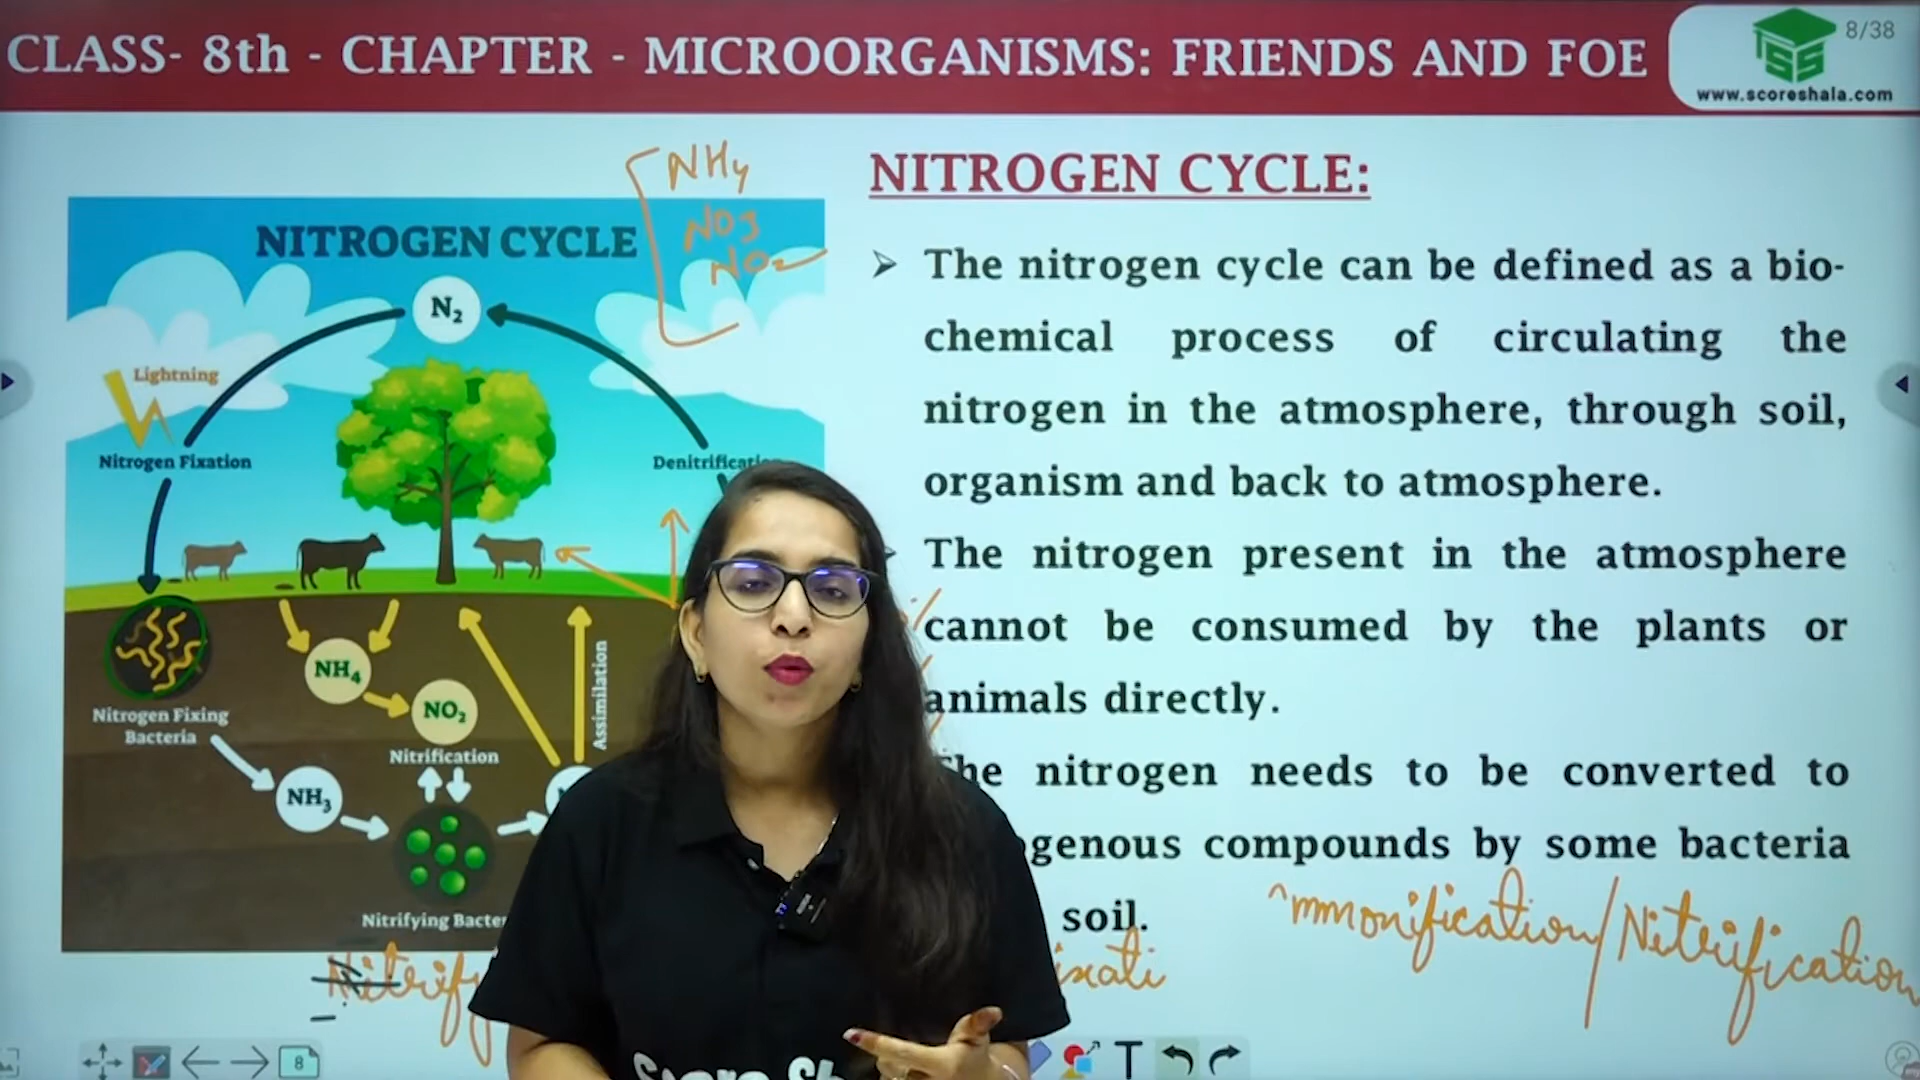 CLASS- 8th - CHAPTER - MICROORGANISMS: FRIENDS AND FOE
8/38
www.scoreshala.com
NH4
NO3
NO2
NITROGEN CYCLE
N2
Lightning
Nitrogen Fixation
NH4
NO2
Assimilation
Nitrogen Fixing
Bacteria
Nitrification
NH3
NITROGEN CYCLE:
➢ The nitrogen cycle can be defined as a bio-
chemical process of circulating the
nitrogen in the atmosphere, through soil,
organism and back to atmosphere.
The nitrogen present in the atmosphere
cannot be consumed by the plants or
animals directly.
nitrogen needs to be converted to
compounds by some bacteria
soil.
Nitrifying
/Nitrification
8
T